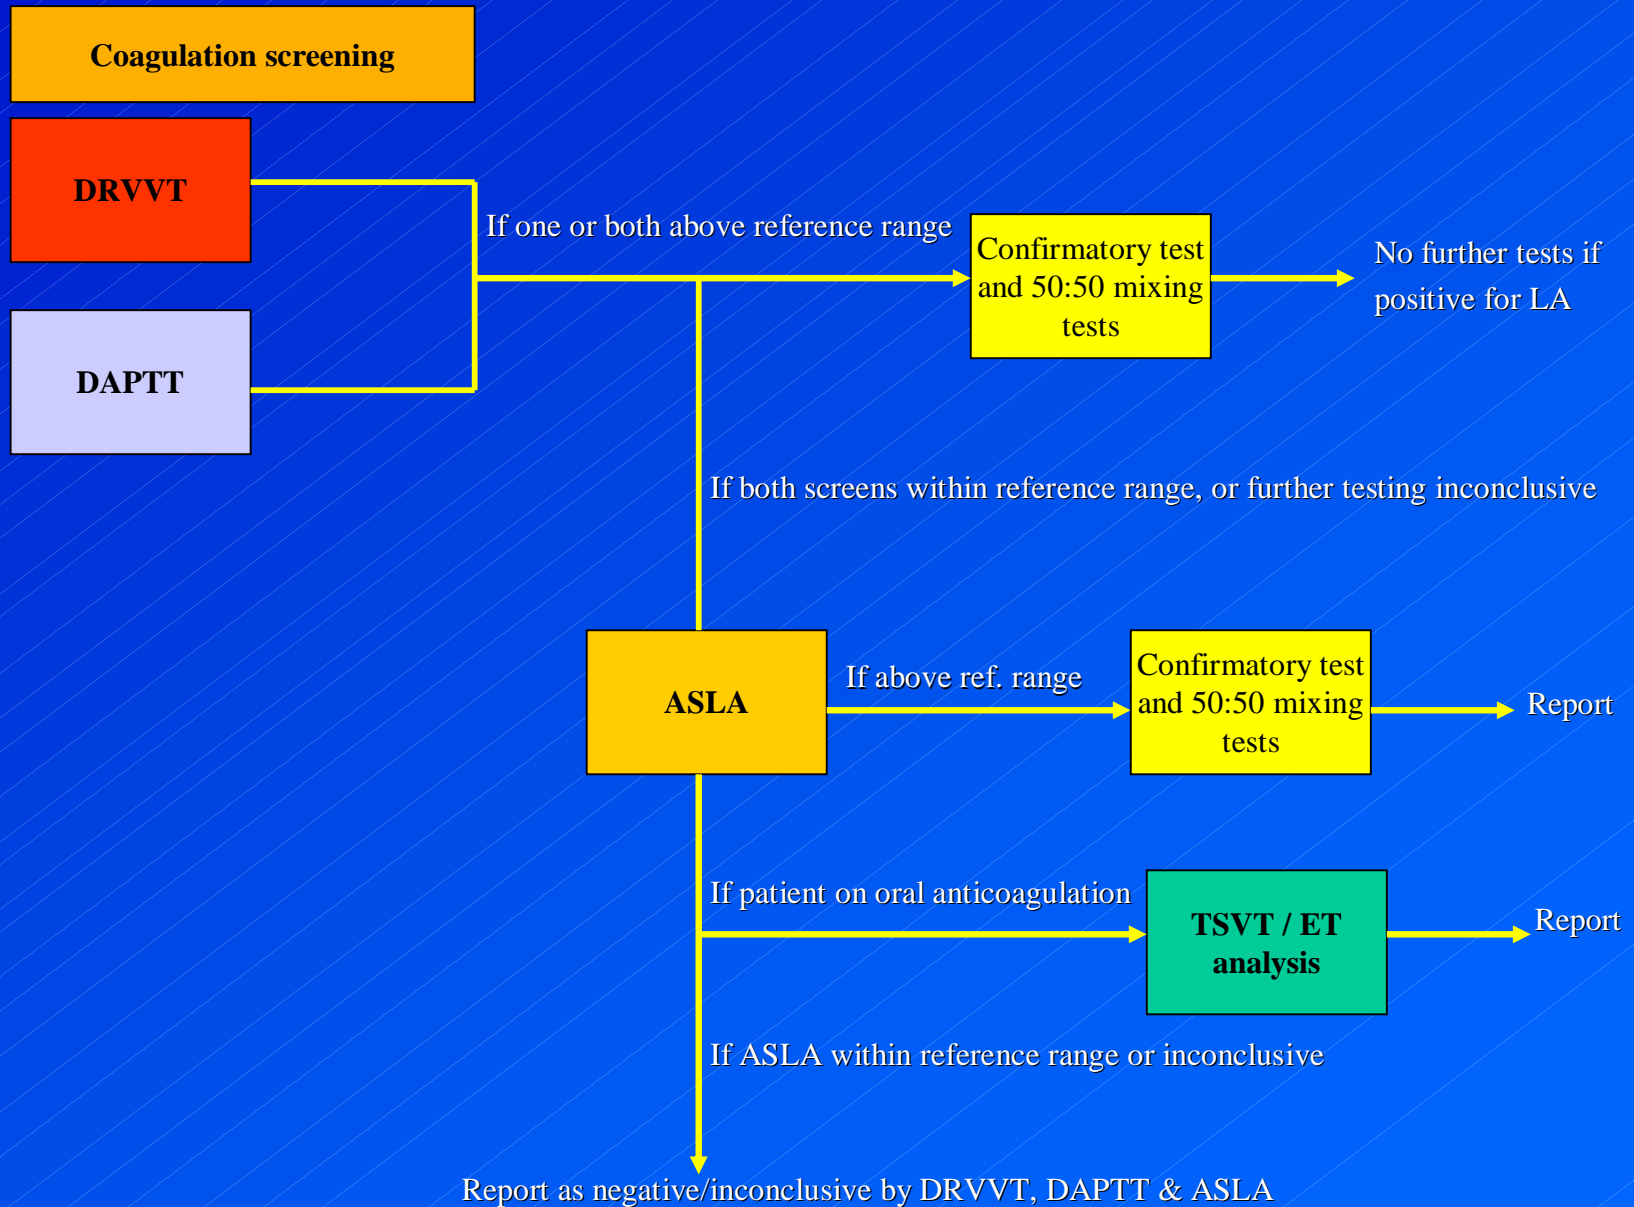 Coagulation screening
DRVVT
If one or both above reference range
Confirmatory test
and 50:50 mixing
tests
No further tests if
positive for LA
DAPTT
If both screens within reference range, or further testing inconclusive
ASLA
If above ref. range
Confirmatory test
and 50:50 mixing
tests
Report
If patient on oral anticoagulation
TSVT / ET
analysis
Report
If ASLA within reference range or inconclusive
Report as negative/inconclusive by DRVVT, DAPTT & ASLA